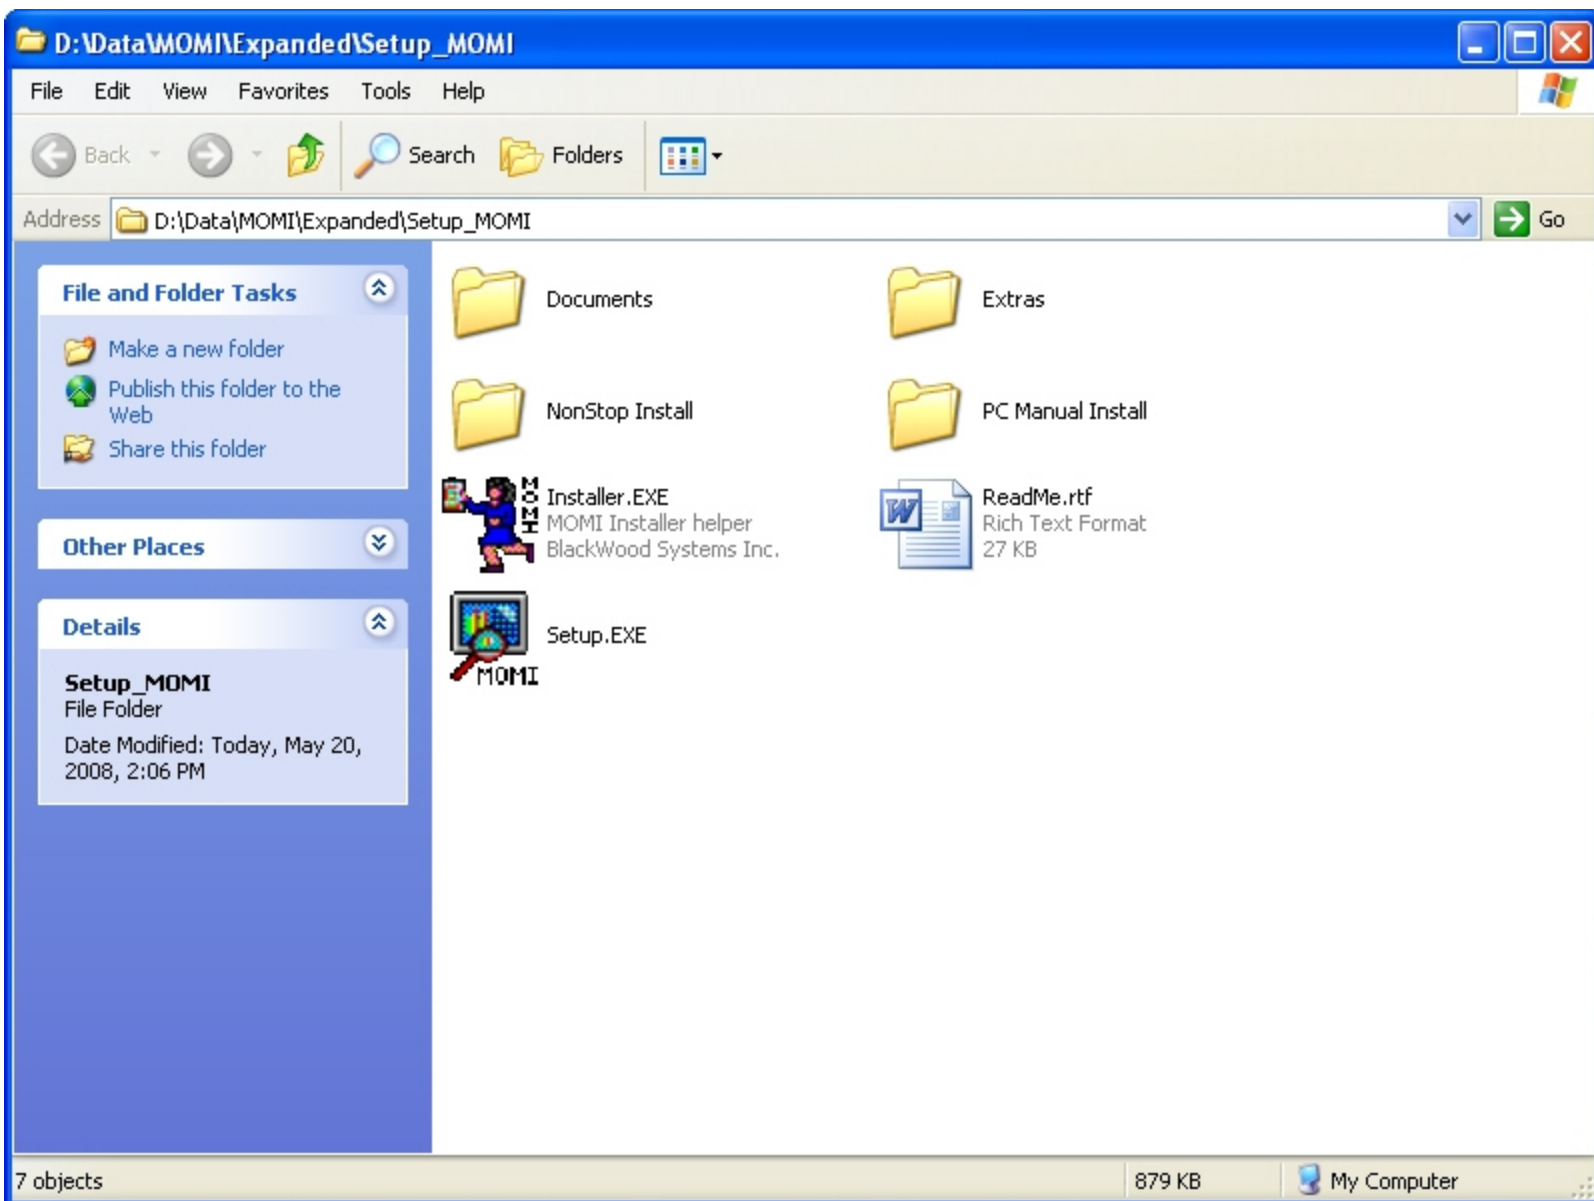 D:\Data\MOMI\Expanded\Setup_MOMI
File Edit View Favorites Tools Help
Back Search Folders
Address D:\Data\MOMI\Expanded\Setup_MOMI Go
File and Folder Tasks
Make a new folder
Publish this folder to the
Web
Share this folder
Other Places
Details
Setup_MOMI
File Folder
Date Modified: Today, May 20,
2008, 2:06 PM
Documents
Extras
NonStop Install
PC Manual Install
MOMI
Installer.EXE
MOMI Installer helper
BlackWood Systems Inc.
W
ReadMe.rtf
Rich Text Format
27 KB
MOMI
Setup.EXE
7 objects 879 KB My Computer